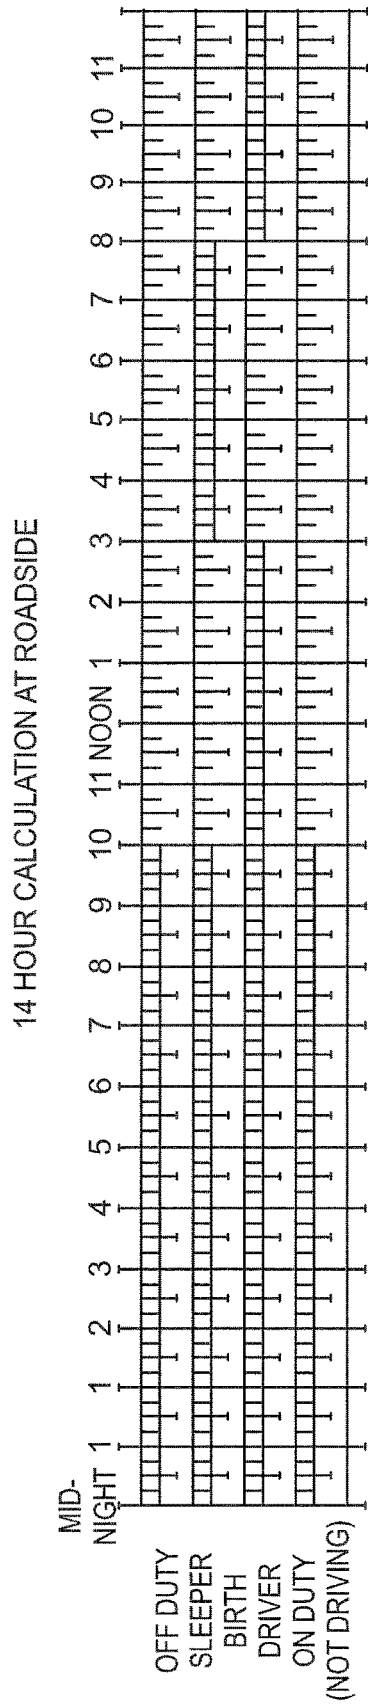 14 HOUR CALCULATION AT ROADSIDE
MID-
NIGHT 1 1 2 3 4 5 6 7 8 9 10 11 NOON 1 2 3 4 5 6 7 8 9 10 11
OFF DUTY
SLEEPER
BIRTH
DRIVER
ON DUTY
(NOT DRIVING)